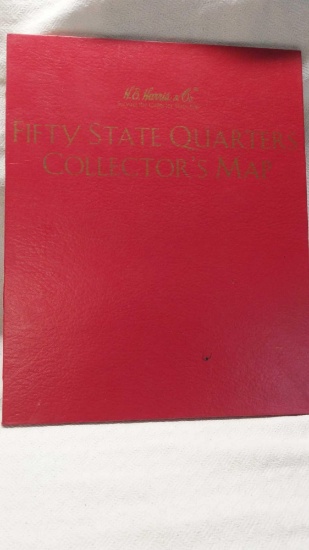 H.E. Harris & Co.
FIFTY STATE QUARTERS
COLLECTOR'S MAP